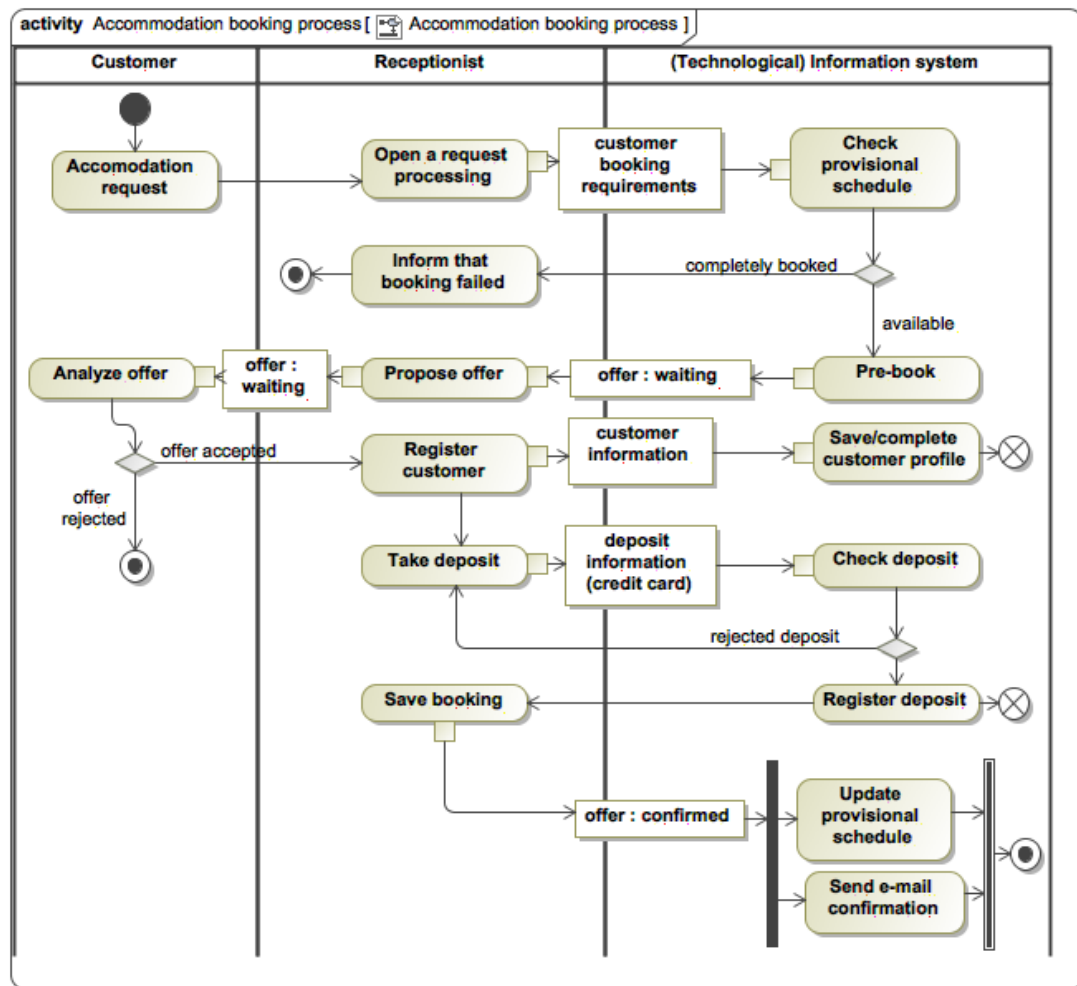 activity Accommodation booking process [ Accommodation booking process ]
Customer
Receptionist
(Technological) Information system
Accomodation
request
Open a request
processing
customer
booking
requirements
Check
provisional
schedule
Inform that
booking failed
completely booked
available
Analyze offer
offer :
waiting
Propose offer
offer : waiting
Pre-book
offer accepted
Register
customer
customer
information
Save/complete
customer profile
offer
rejected
Take deposit
deposit
information
(credit card)
Check deposit
rejected deposit
Save booking
Register deposit
offer : confirmed
Update
provisional
schedule
Send e-mail
confirmation